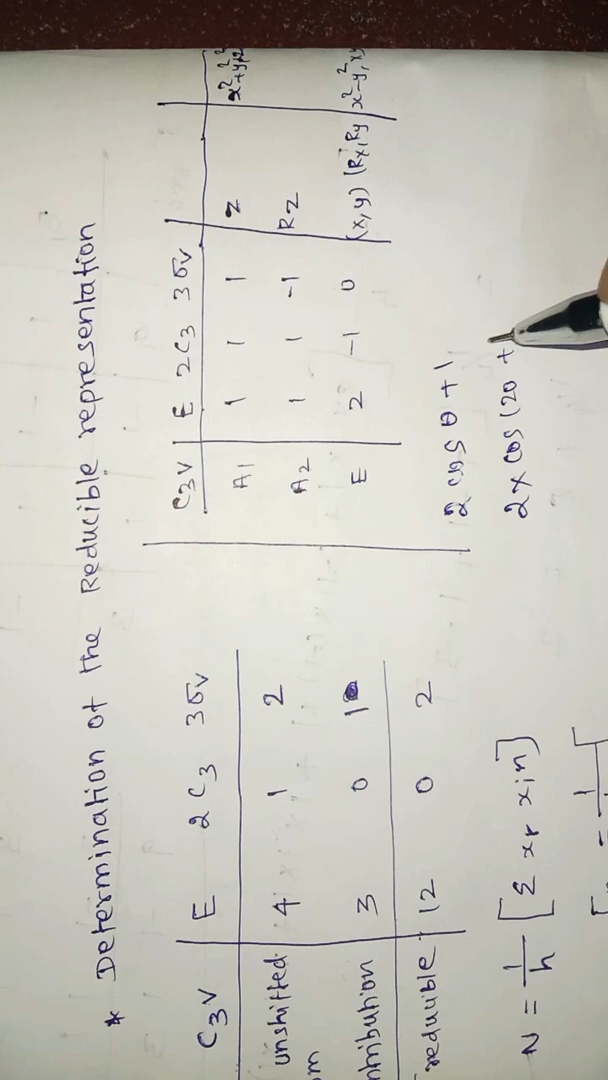 * Determination of the Reducible representation
C3V E 2C3 3σv
unshifted 4 1 2
3 0 1
reducible 12 0 2
N = 1/h [Σ χr χi n]
C3V E 2C3 3σv
A1 1 1 1 z x²+y², z²
A2 1 1 -1 Rz
E 2 -1 0 (x,y) (Rx,Ry x²-y², xy
2 cos θ + 1
2 x cos 120 +